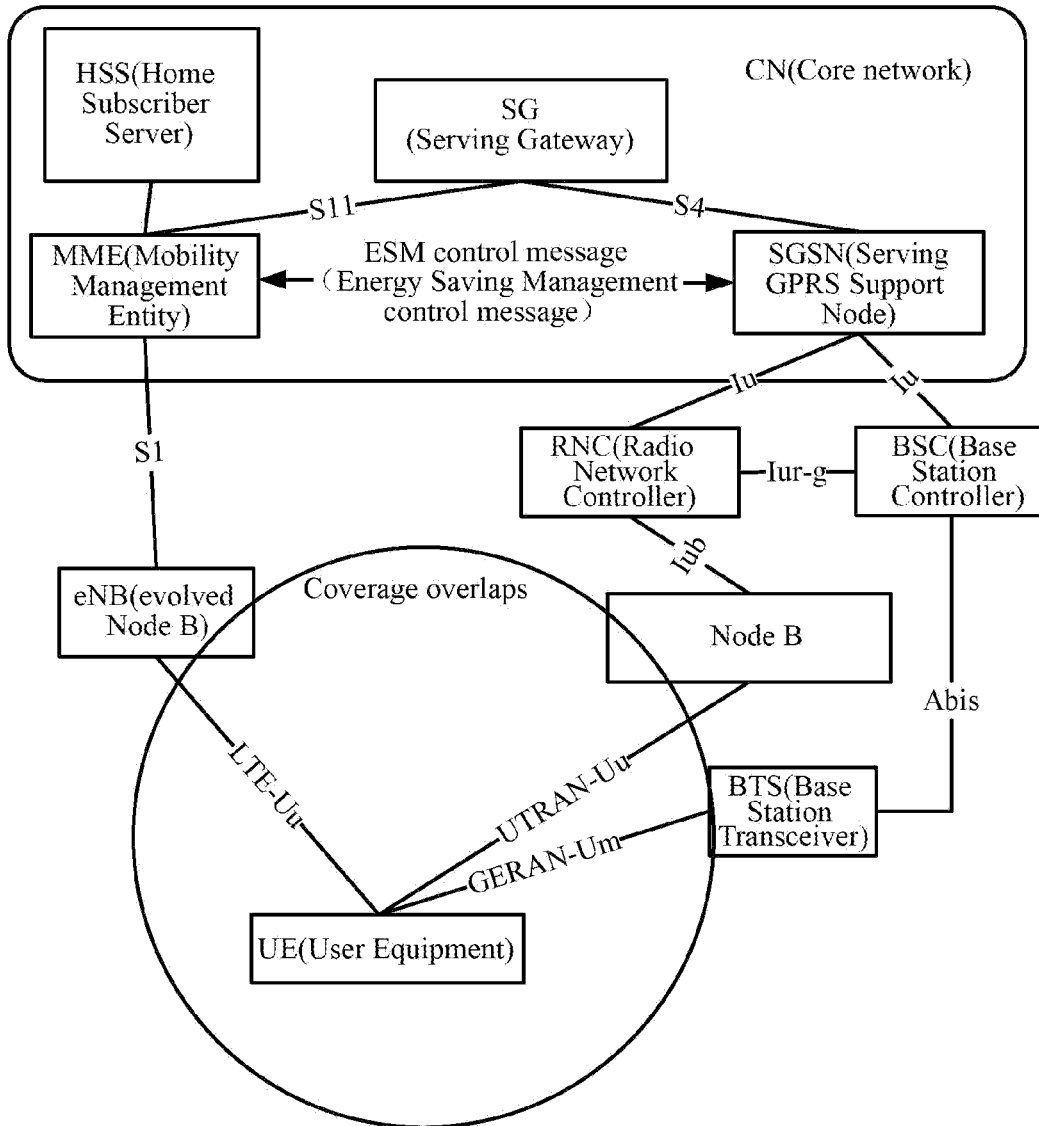 HSS(Home
Subscriber
Server)
CN(Core network)
SG
(Serving Gateway)
S11
S4
MME(Mobility
Management
Entity)
ESM control message
（Energy Saving Management
control message）
SGSN(Serving
GPRS Support
Node)
Iu
Iu
S1
RNC(Radio
Network
Controller)
Iur-g
BSC(Base
Station
Controller)
Iub
eNB(evolved
Node B)
Coverage overlaps
Node B
Abis
LTE-Uu
UTRAN-Uu
BTS(Base
Station
Transceiver)
GERAN-Um
UE(User Equipment)